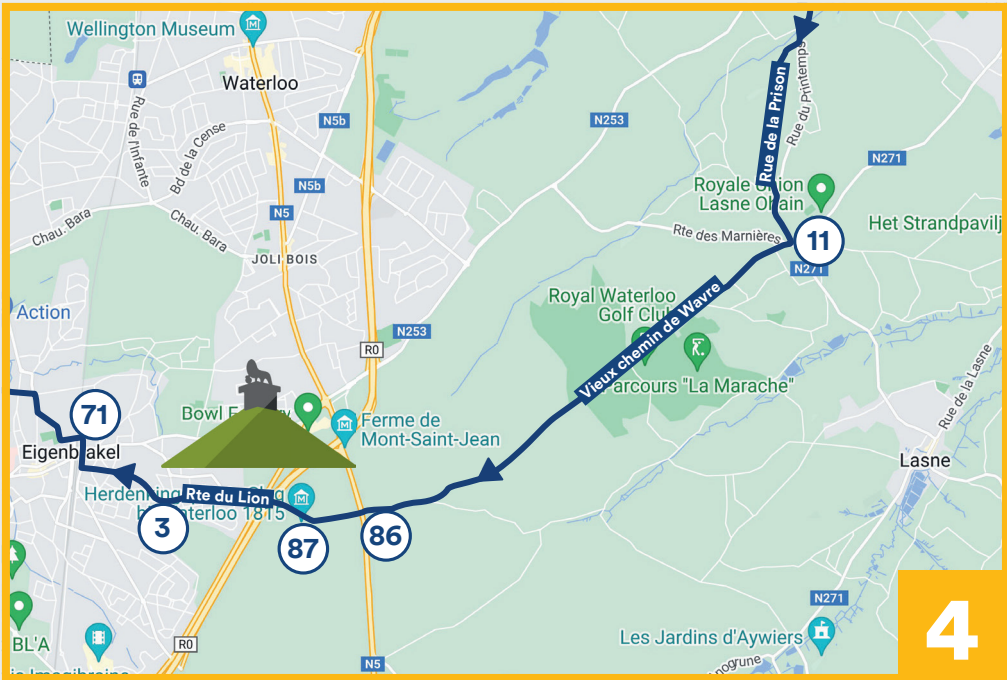 Wellington Museum
Waterloo
Rue de l'Infante
Bd de la Cense
N5b
N253
Rue de la Prison
Rue du Printemps
N271
N5b
Royale
Lasne Ohain
N5
Chau. Bara
Chau. Bara
Rte des Marnières
11
Het Strandpavilj
JOLI BOIS
N271
Action
Royal Waterloo
Golf Club
Vieux chemin de Wavre
N253
R0
Parcours "La Marache"
Rue de la Lasne
71
Bowl
Ferme de
Mont-Saint-Jean
Eigenbrakel
Lasne
Rte du Lion
Waterloo 1815
3
87
86
N271
BL'A
R0
Les Jardins d'Aywiers
N5
4